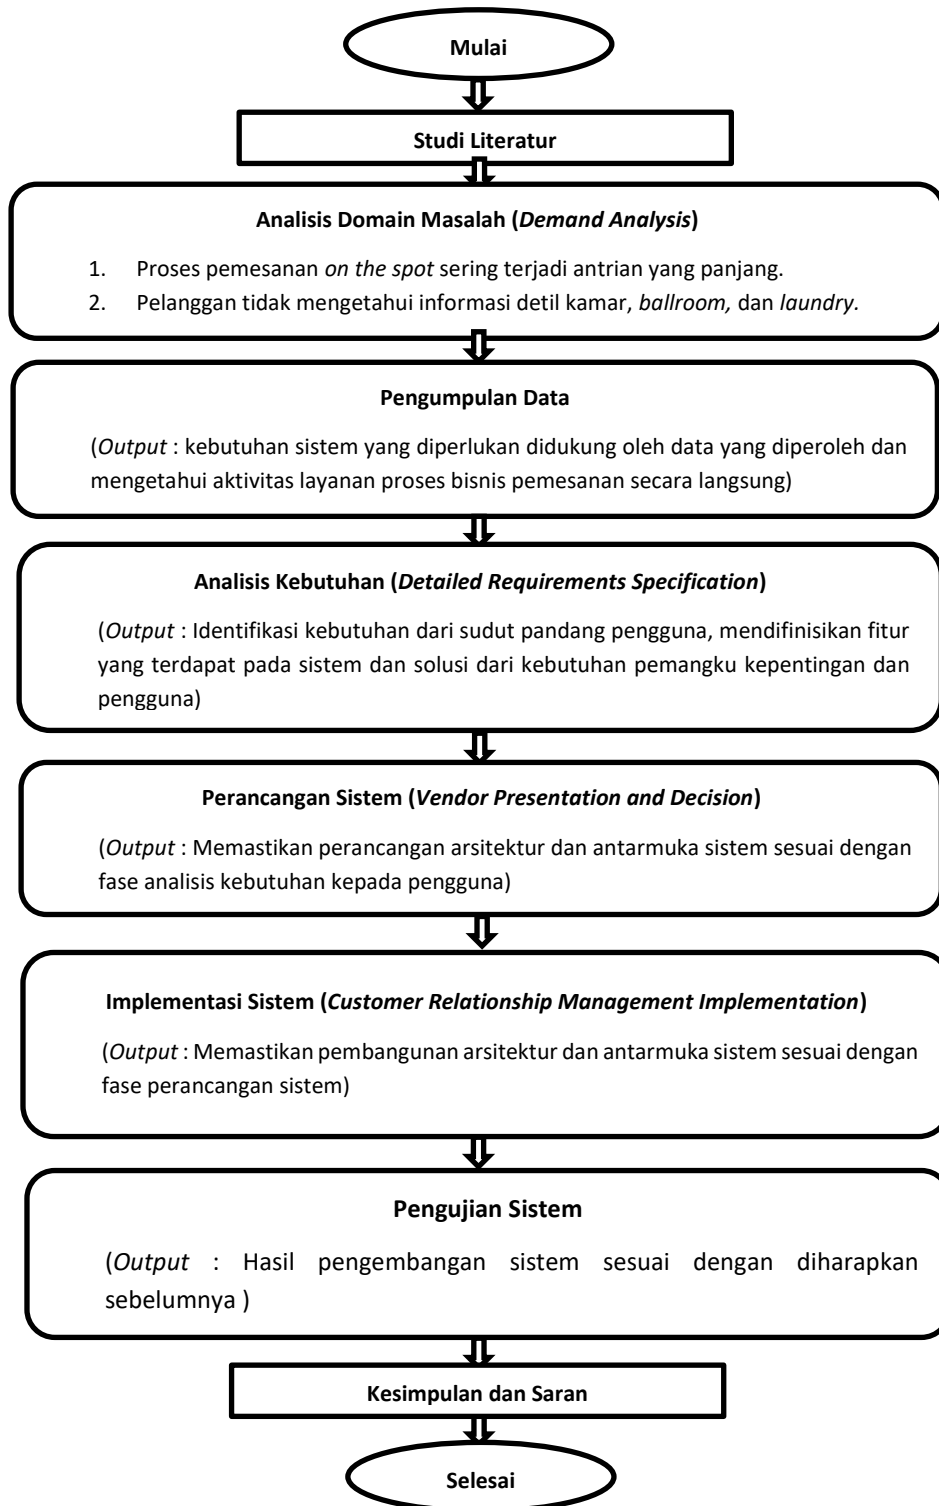 Mulai
Studi Literatur
Analisis Domain Masalah (Demand Analysis)
1. Proses pemesanan on the spot sering terjadi antrian yang panjang.
2. Pelanggan tidak mengetahui informasi detil kamar, ballroom, dan laundry.
Pengumpulan Data
(Output : kebutuhan sistem yang diperlukan didukung oleh data yang diperoleh dan
mengetahui aktivitas layanan proses bisnis pemesanan secara langsung)
Analisis Kebutuhan (Detailed Requirements Specification)
(Output : Identifikasi kebutuhan dari sudut pandang pengguna, mendifinisikan fitur
yang terdapat pada sistem dan solusi dari kebutuhan pemangku kepentingan dan
pengguna)
Perancangan Sistem (Vendor Presentation and Decision)
(Output : Memastikan perancangan arsitektur dan antarmuka sistem sesuai dengan
fase analisis kebutuhan kepada pengguna)
Implementasi Sistem (Customer Relationship Management Implementation)
(Output : Memastikan pembangunan arsitektur dan antarmuka sistem sesuai dengan
fase perancangan sistem)
Pengujian Sistem
(Output : Hasil pengembangan sistem sesuai dengan diharapkan
sebelumnya )
Kesimpulan dan Saran
Selesai